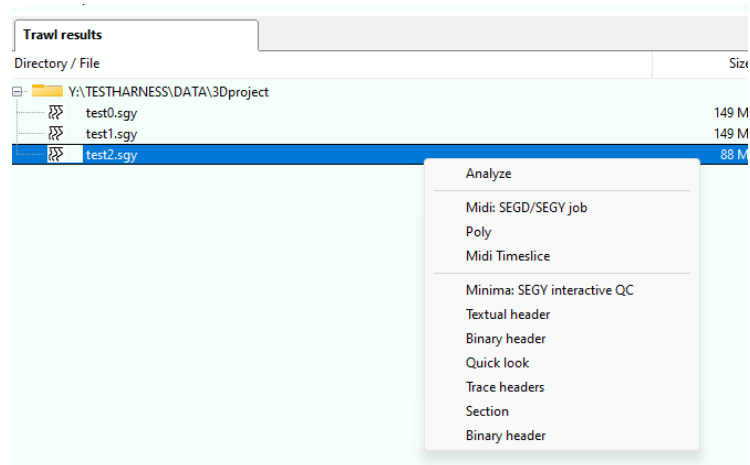 Trawl results
Directory / File Size
Y:\TESTHARNESS\DATA\3Dproject
test0.sgy 149 M
test1.sgy 149 M
test2.sgy 88 M
Analyze
Midi: SEGD/SEGY job
Poly
Midi Timeslice
Minima: SEGY interactive QC
Textual header
Binary header
Quick look
Trace headers
Section
Binary header